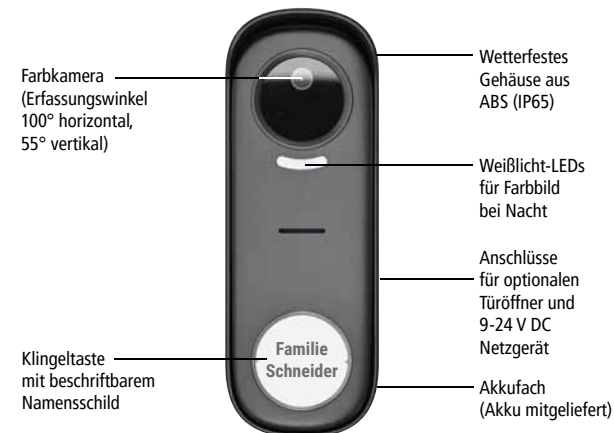 Farbkamera
(Erfassungswinkel
100° horizontal,
55° vertikal)
Wetterfestes
Gehäuse aus
ABS (IP65)
Weißlicht-LEDs
für Farbbild
bei Nacht
Anschlüsse
für optionalen
Türöffner und
9-24 V DC
Netzgerät
Klingeltaste
mit beschriftbarem
Namensschild
Familie
Schneider
Akkufach
(Akku mitgeliefert)